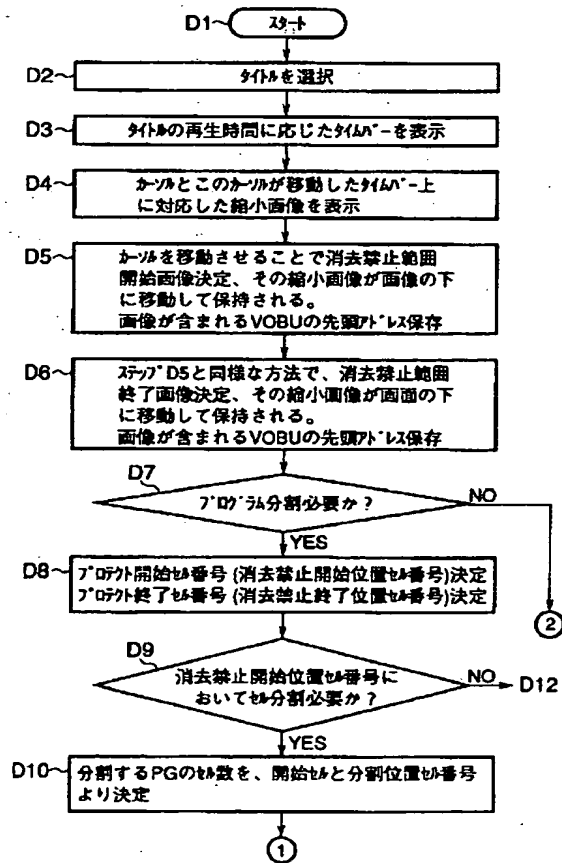 D1
スタート
D2
タイトルを選択
D3
タイトルの再生時間に応じたタイムバーを表示
D4
カーソルとこのカーソルが移動したタイムバー上
に対応した縮小画像を表示
D5
カーソルを移動させることで消去禁止範囲
開始画像決定、その縮小画像が画像の下
に移動して保持される。
画像が含まれるVOBUの先頭アドレス保存
D6
ステップD5と同様な方法で、消去禁止範囲
終了画像決定、その縮小画像が画面の下
に移動して保持される。
画像が含まれるVOBUの先頭アドレス保存
D7
プログラム分割必要か?
NO
YES
②
D8
プロテクト開始セル番号(消去禁止開始位置セル番号)決定
プロテクト終了セル番号(消去禁止終了位置セル番号)決定
D9
消去禁止開始位置セル番号に
おいてセル分割必要か?
NO
D12
YES
D10
分割するPGのセル数を、開始セルと分割位置セル番号
より決定
①